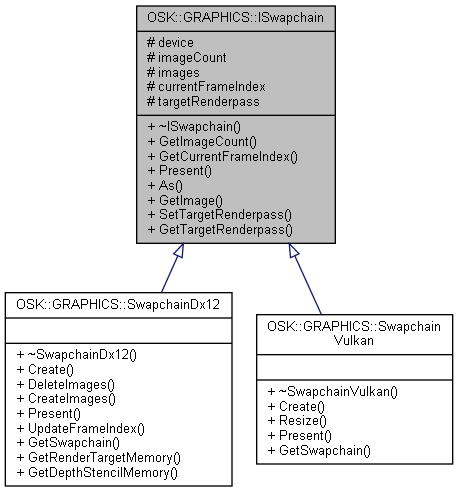 OSK::GRAPHICS::ISwapchain
# device
# imageCount
# images
# currentFrameIndex
# targetRenderpass
+ ~ISwapchain()
+ GetImageCount()
+ GetCurrentFrameIndex()
+ Present()
+ As()
+ GetImage()
+ SetTargetRenderpass()
+ GetTargetRenderpass()
OSK::GRAPHICS::SwapchainDx12
+ ~SwapchainDx12()
+ Create()
+ DeleteImages()
+ CreateImages()
+ Present()
+ UpdateFrameIndex()
+ GetSwapchain()
+ GetRenderTargetMemory()
+ GetDepthStencilMemory()
OSK::GRAPHICS::Swapchain
Vulkan
+ ~SwapchainVulkan()
+ Create()
+ Resize()
+ Present()
+ GetSwapchain()